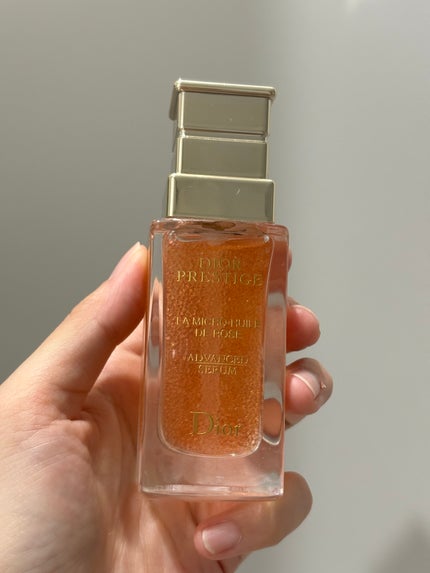 DIOR
PRESTIGE
LA MICRO-HUILE
DE ROSE
ADVANCED
SERUM
Dior